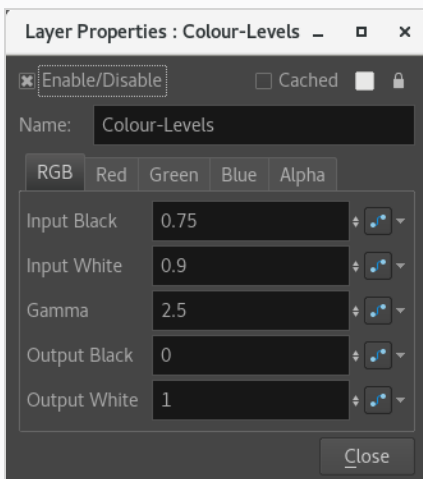 Layer Properties : Colour-Levels
Enable/Disable Cached
Name: Colour-Levels
RGB Red Green Blue Alpha
Input Black 0.75
Input White 0.9
Gamma 2.5
Output Black 0
Output White 1
Close